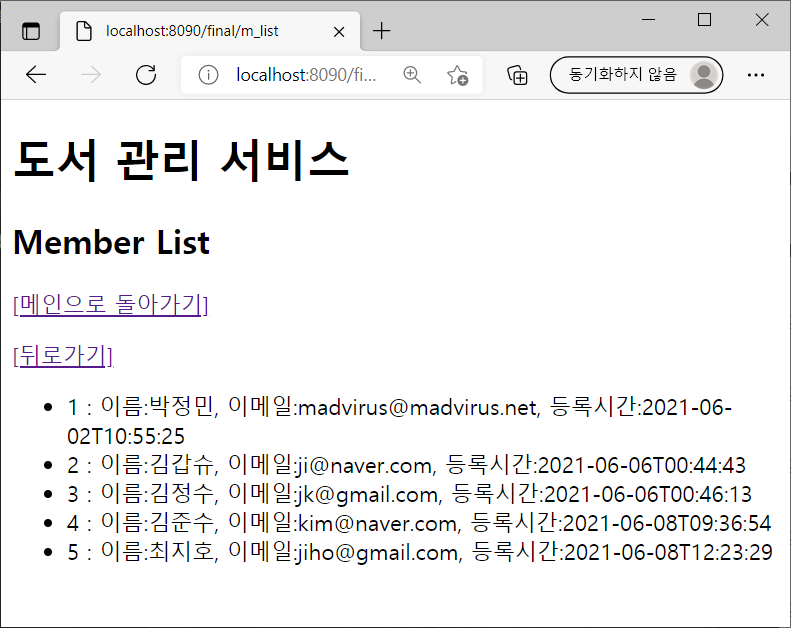 localhost:8090/final/m_list
localhost:8090/fi...
동기화하지 않음
도서 관리 서비스
Member List
[메인으로 돌아가기]
[뒤로가기]
1 : 이름:박정민, 이메일:madvirus@madvirus.net, 등록시간:2021-06-
02T10:55:25
2 : 이름:김갑슈, 이메일:ji@naver.com, 등록시간:2021-06-06T00:44:43
3 : 이름:김정수, 이메일:jk@gmail.com, 등록시간:2021-06-06T00:46:13
4 : 이름:김준수, 이메일:kim@naver.com, 등록시간:2021-06-08T09:36:54
5 : 이름:최지호, 이메일:jiho@gmail.com, 등록시간:2021-06-08T12:23:29